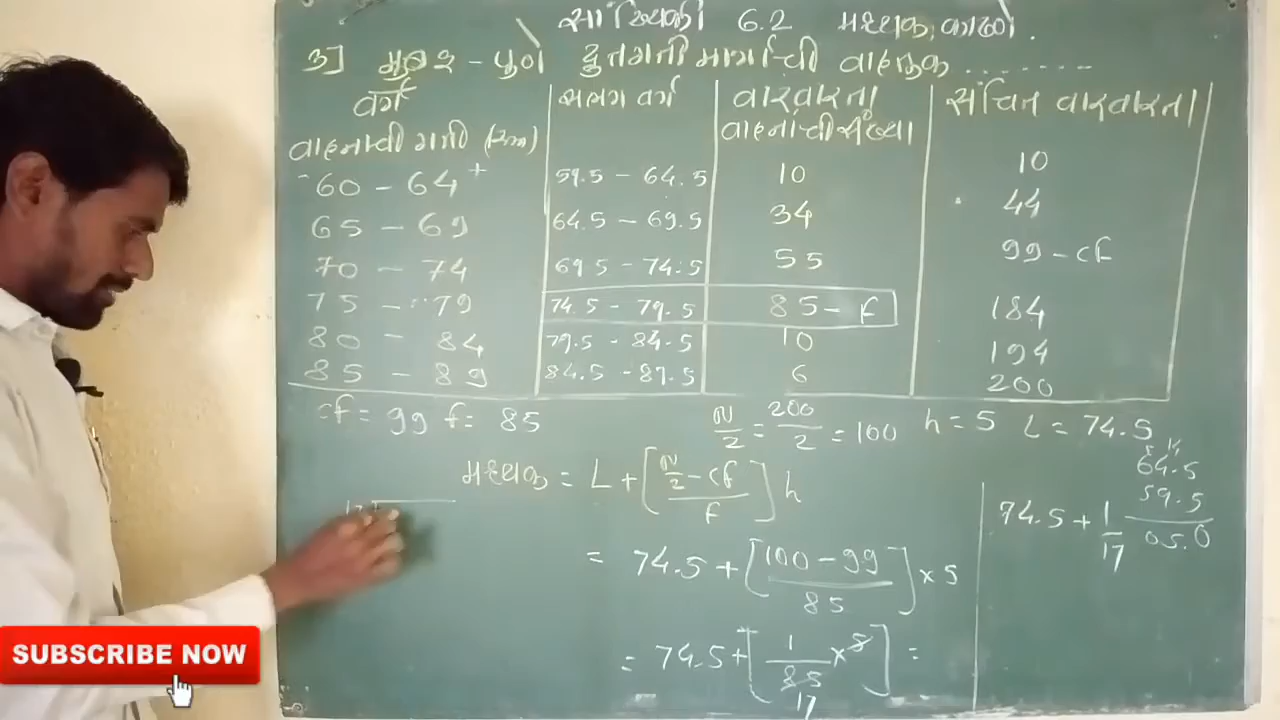 सांख्यिकी 6.2 मध्यक काढणे.
3] मुंबई - पुणे द्रुतगती मार्गाची वाहतुक ........
वर्ग
वाहनाची गती (
सलग वर्ग
वारंवारता
वाहनांची संख्या
संचित वारंवारता
- 60 - 64 + 59.5 - 64.5 10 10
65 - 69 64.5 - 69.5 34 44
70 - 74 69.5 - 74.5 55 99 - cf
75 - 79 74.5 - 79.5 85 - f 184
80 - 84 79.5 - 84.5 10 194
85 - 89 84.5 - 89.5 6 200
cf = 99 f = 85 N/2 = 200/2 = 100 h = 5 L = 74.5
मध्यक = L + [N/2 - cf / f] h
= 74.5 + [100 - 99 / 85] × 5
= 74.5 + [1/85 × 5] =
17
64.5
59.5
05.0
74.5 + 1/17
SUBSCRIBE NOW